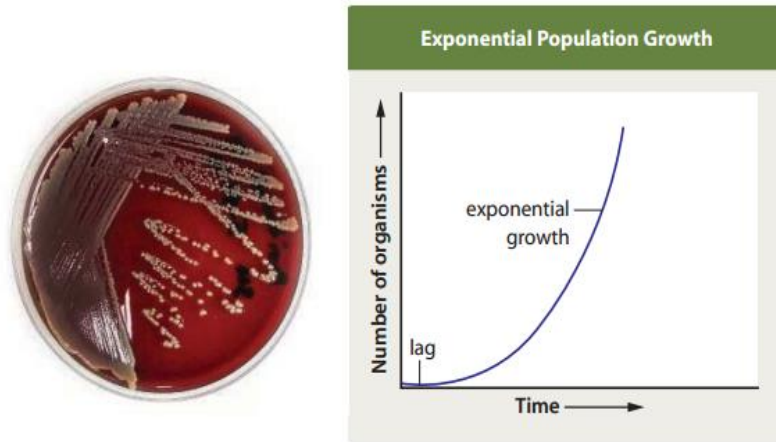 Exponential Population Growth
Number of organisms
exponential
growth
lag
Time